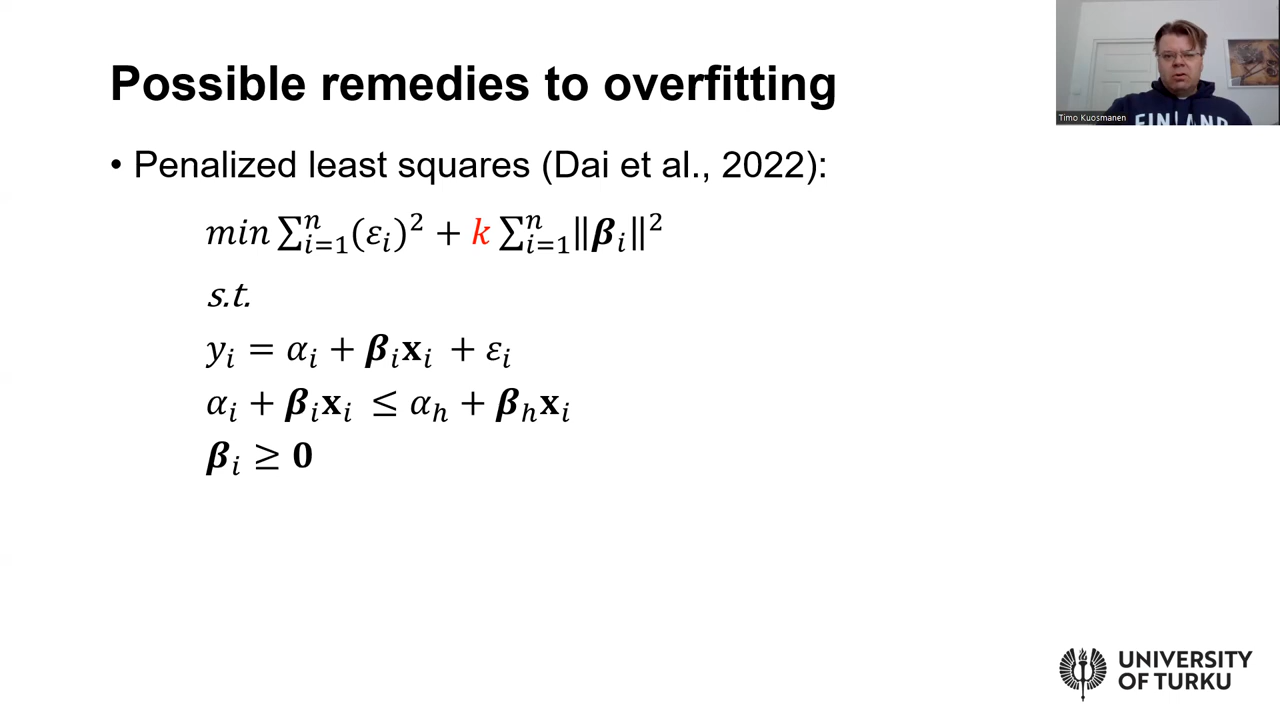 Possible remedies to overfitting
Timo Kuosmanen
FINLAND
• Penalized least squares (Dai et al., 2022):
min ∑ⁿᵢ₌₁(εᵢ)² + k ∑ⁿᵢ₌₁‖𝜷ᵢ‖²
s.t.
yᵢ = αᵢ + 𝜷ᵢ𝐱ᵢ + εᵢ
αᵢ + 𝜷ᵢ𝐱ᵢ ≤ αₕ + 𝜷ₕ𝐱ᵢ
𝜷ᵢ ≥ 𝟎
UNIVERSITY
OF TURKU